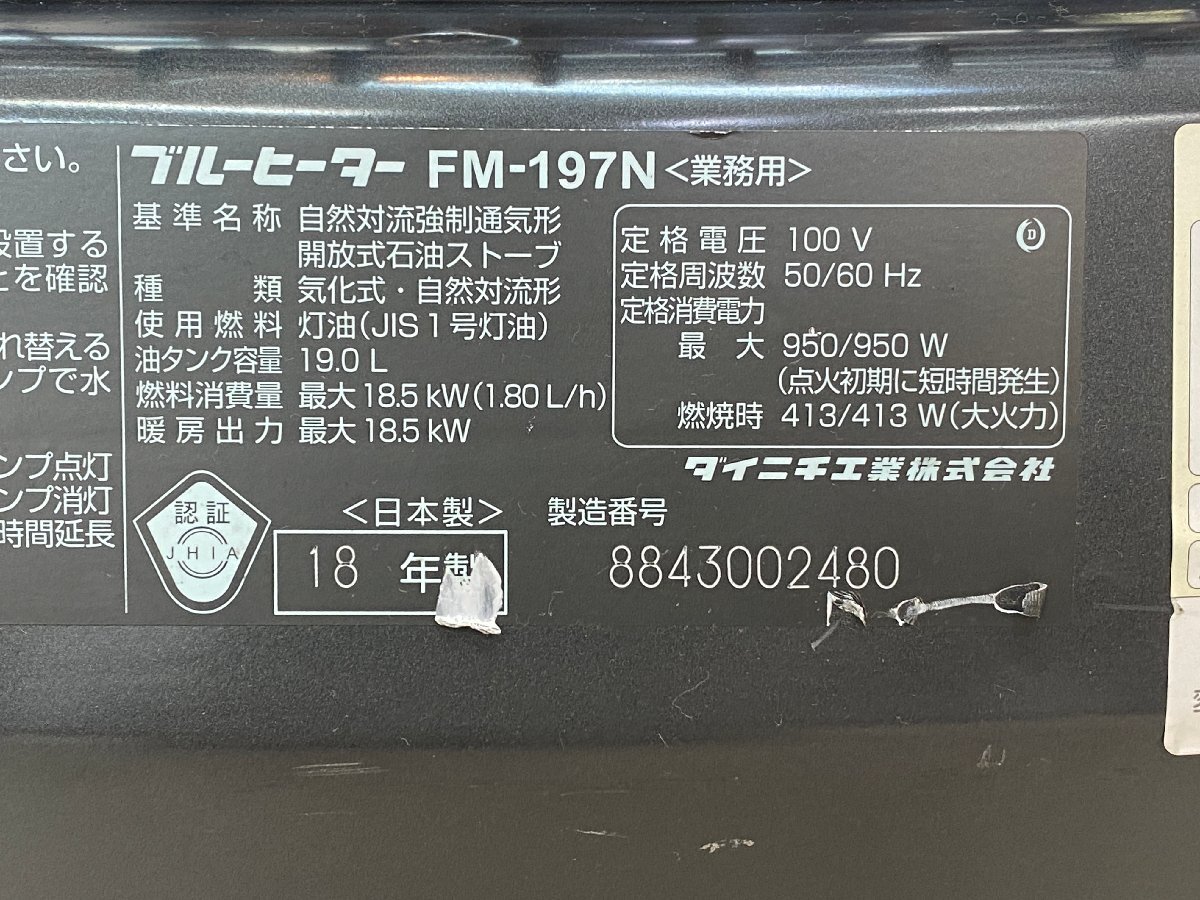 さい。
設置する
とを確認
れ替える
ンプで水
ンプ点灯
ンプ消灯
時間延長
ブルーヒーター FM-197N <業務用>
基準名称 自然対流強制通気形
開放式石油ストーブ
種類 気化式・自然対流形
使用燃料 灯油(JIS1号灯油)
油タンク容量 19.0 L
燃料消費量 最大 18.5 kW(1.80 L/h)
暖房出力 最大 18.5 kW
定格電圧 100 V
D
定格周波数 50/60 Hz
定格消費電力
最大 950/950 W
(点火初期に短時間発生)
燃焼時 413/413 W(大火力)
ダイニチ工業株式会社
認証
JHIA
<日本製> 製造番号
18 年製 8843002480